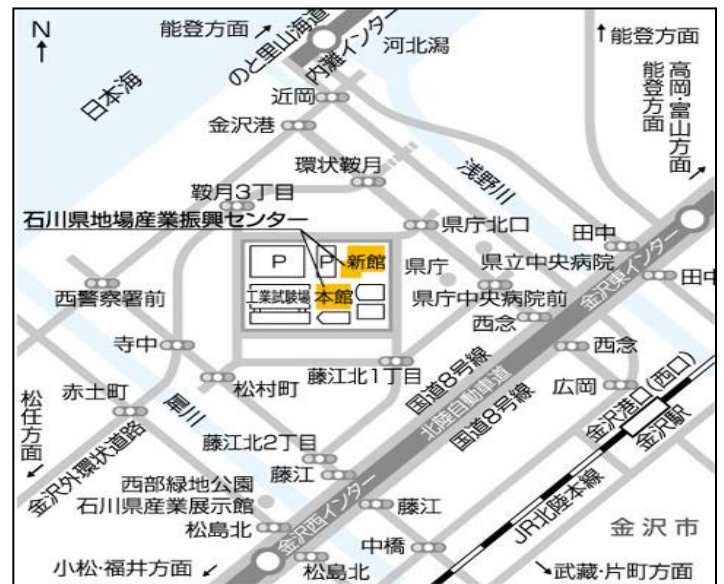 N
能登方面
のと里山海道
内灘インター
河北潟
能登方面
高岡・富山方面
能登方面
日本海
近岡
金沢港
浅野川
環状鞍月
鞍月3丁目
石川県地場産業振興センター
県庁北口
田中
P
P
新館
県庁
県立中央病院
金沢東インター
田中
西警察署前
工業試験場
本館
県庁中央病院前
西念
寺中
西念
藤江北1丁目
国道8号線
北陸自動車道
国道8号線
松村町
広岡
金沢港口(西口)
金沢駅
赤土町
松任方面
犀川
金沢外環状道路
藤江北2丁目
藤江
西部緑地公園
石川県産業展示館
金沢西インター
藤江
JR北陸本線
松島北
金沢市
中橋
小松・福井方面
松島北
武蔵・片町方面